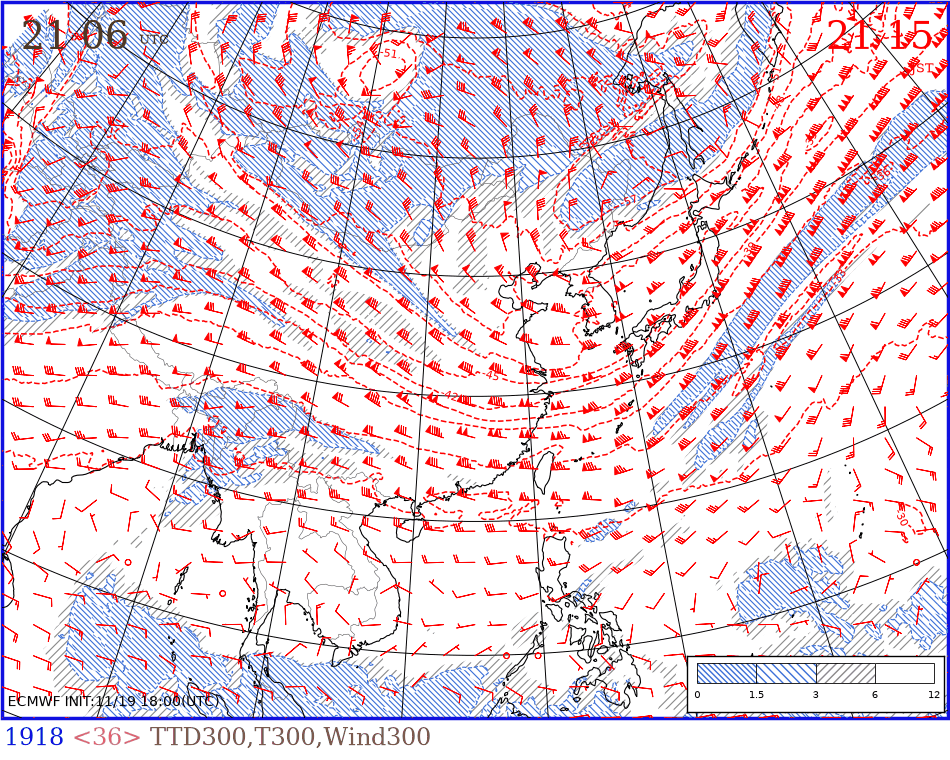 21 06 UTC
21 15 JST
-51
-45
-42
-30
ECMWF INIT:11/19 18:00(UTC)
0 1.5 3 6 12
1918 <36> TTD300,T300,Wind300